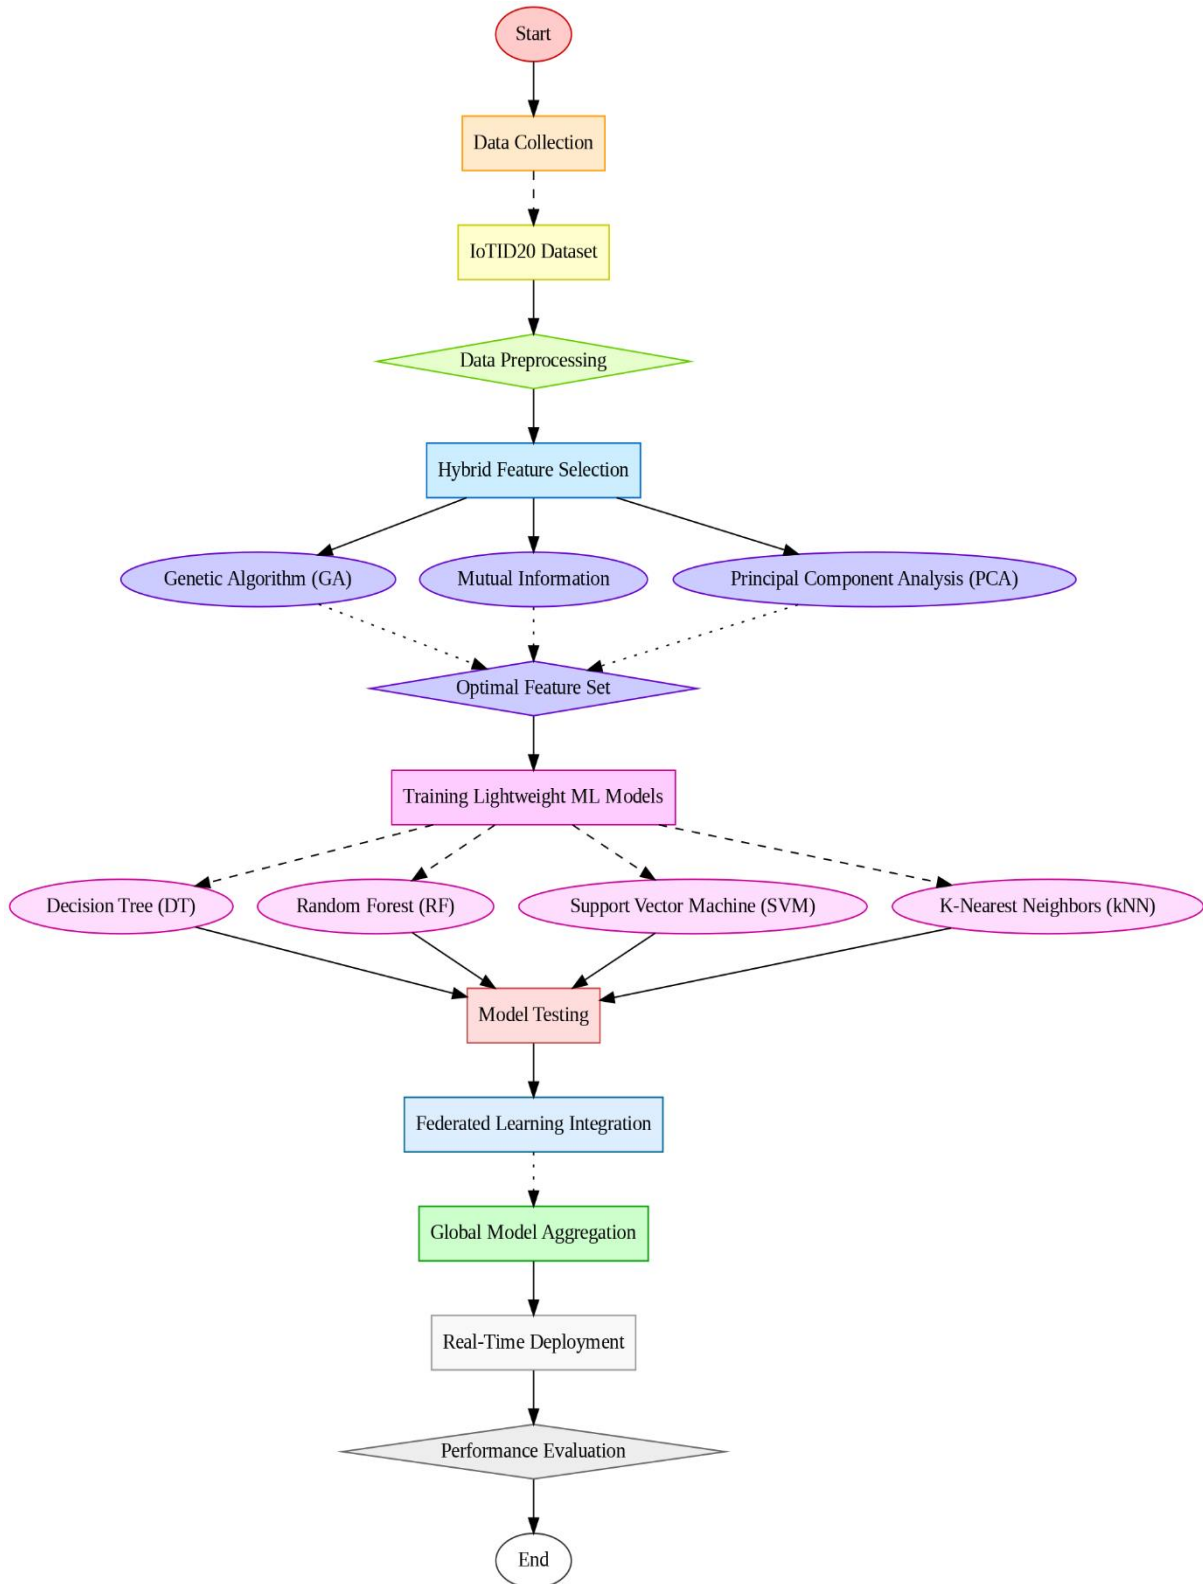 Start
Data Collection
IoTID20 Dataset
Data Preprocessing
Hybrid Feature Selection
Genetic Algorithm (GA)
Mutual Information
Principal Component Analysis (PCA)
Optimal Feature Set
Training Lightweight ML Models
Decision Tree (DT)
Random Forest (RF)
Support Vector Machine (SVM)
K-Nearest Neighbors (kNN)
Model Testing
Federated Learning Integration
Global Model Aggregation
Real-Time Deployment
Performance Evaluation
End